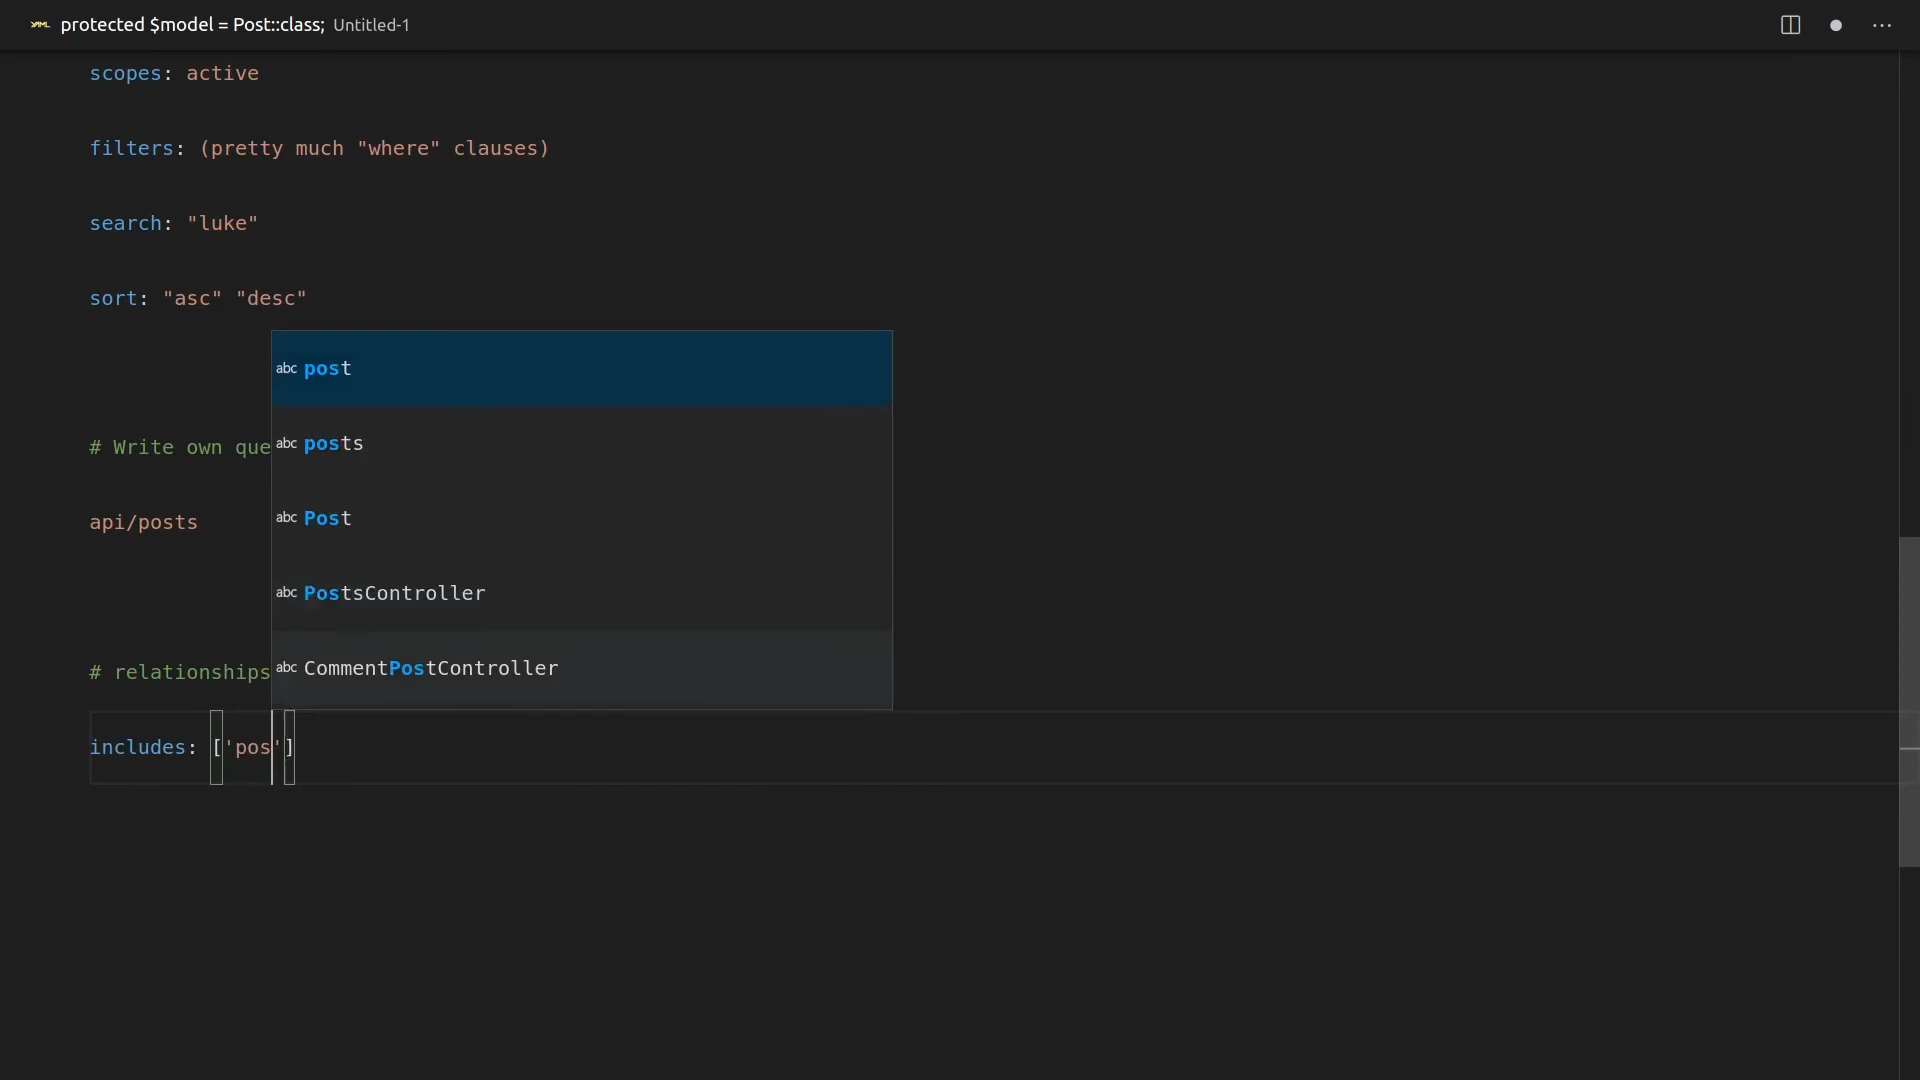 YAML protected $model = Post::class; Untitled-1 ...
scopes: active
filters: (pretty much "where" clauses)
search: "luke"
sort: "asc" "desc"
abc post
abc posts
# Write own que
abc Post
api/posts
abc PostsController
# relationships
abc CommentPostController
includes: ['pos']